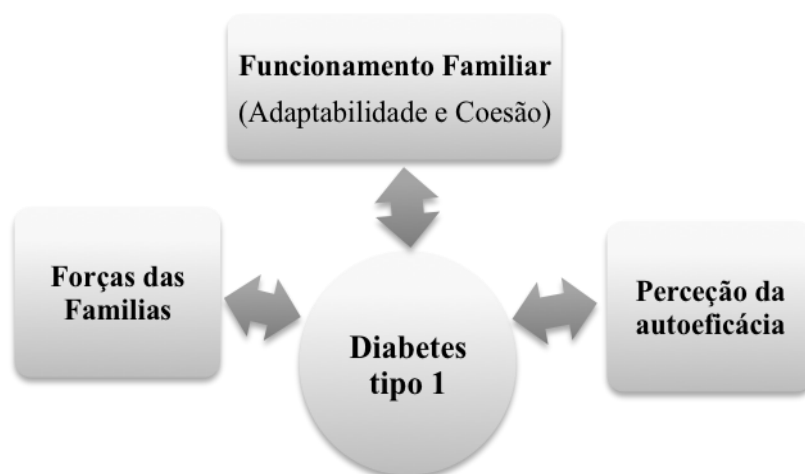 Funcionamento Familiar
(Adaptabilidade e Coesão)
Forças das
Familias
Diabetes
tipo 1
Perceção da
autoeficácia